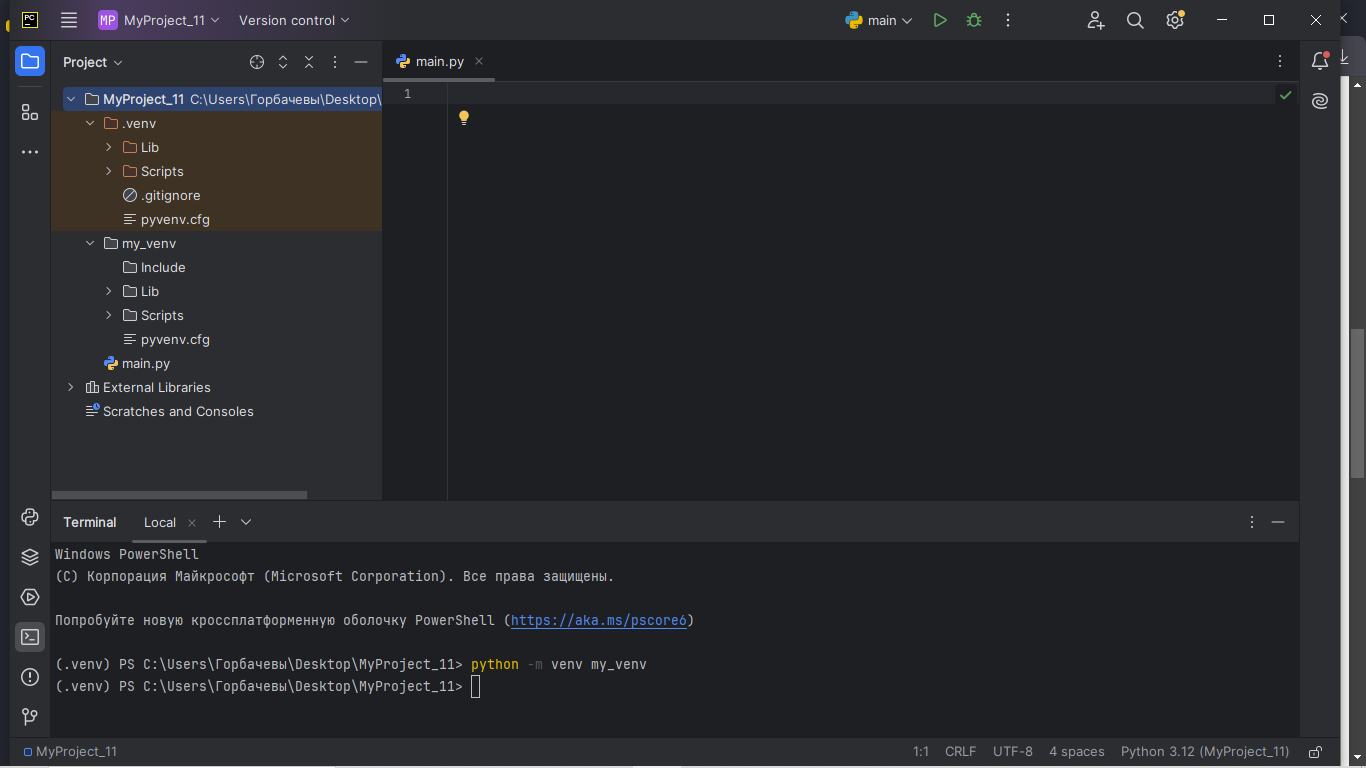 PC
MP MyProject_11 Version control main
Project
main.py
MyProject_11 C:\Users\Горбачевы\Desktop\
.venv
Lib
Scripts
.gitignore
pyvenv.cfg
my_venv
Include
Lib
Scripts
pyvenv.cfg
main.py
External Libraries
Scratches and Consoles
1
Terminal Local
Windows PowerShell
(C) Корпорация Майкрософт (Microsoft Corporation). Все права защищены.
Попробуйте новую кроссплатформенную оболочку PowerShell (https://aka.ms/pscore6)
(.venv) PS C:\Users\Горбачевы\Desktop\MyProject_11> python -m venv my_venv
(.venv) PS C:\Users\Горбачевы\Desktop\MyProject_11>
MyProject_11 1:1 CRLF UTF-8 4 spaces Python 3.12 (MyProject_11)